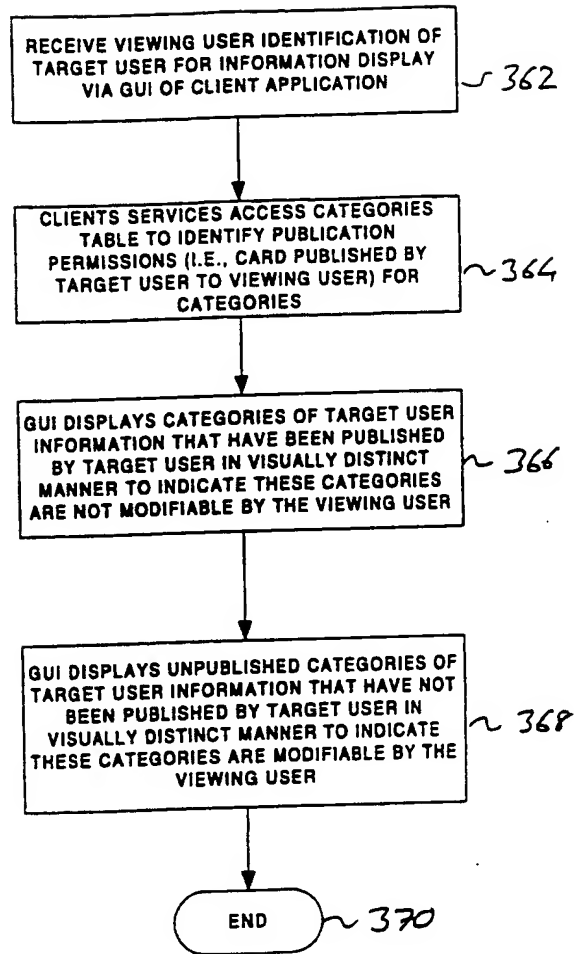 RECEIVE VIEWING USER IDENTIFICATION OF
TARGET USER FOR INFORMATION DISPLAY
VIA GUI OF CLIENT APPLICATION
362
CLIENTS SERVICES ACCESS CATEGORIES
TABLE TO IDENTIFY PUBLICATION
PERMISSIONS (I.E., CARD PUBLISHED BY
TARGET USER TO VIEWING USER) FOR
CATEGORIES
364
GUI DISPLAYS CATEGORIES OF TARGET USER
INFORMATION THAT HAVE BEEN PUBLISHED
BY TARGET USER IN VISUALLY DISTINCT
MANNER TO INDICATE THESE CATEGORIES
ARE NOT MODIFIABLE BY THE VIEWING USER
366
GUI DISPLAYS UNPUBLISHED CATEGORIES OF
TARGET USER INFORMATION THAT HAVE NOT
BEEN PUBLISHED BY TARGET USER IN
VISUALLY DISTINCT MANNER TO INDICATE
THESE CATEGORIES ARE MODIFIABLE BY THE
VIEWING USER
368
END
370